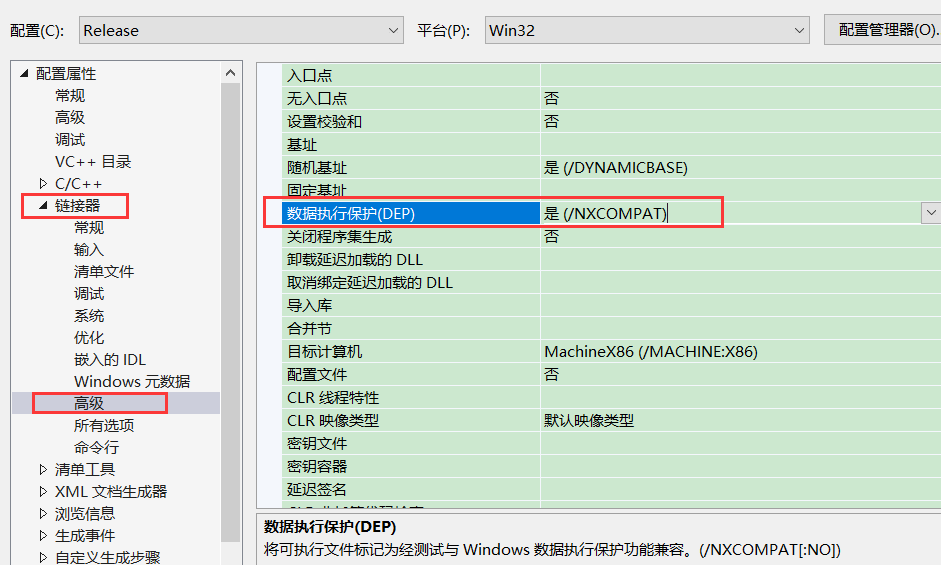 配置(C): Release 平台(P): Win32 配置管理器(O).
配置属性
常规
高级
调试
VC++ 目录
C/C++
链接器
常规
输入
清单文件
调试
系统
优化
嵌入的 IDL
Windows 元数据
高级
所有选项
命令行
清单工具
XML 文档生成器
浏览信息
生成事件
自定义生成步骤
入口点
无入口点 否
设置校验和 否
基址
随机基址 是 (/DYNAMICBASE)
固定基址
数据执行保护(DEP) 是 (/NXCOMPAT)
关闭程序集生成 否
卸载延迟加载的 DLL
取消绑定延迟加载的 DLL
导入库
合并节
目标计算机 MachineX86 (/MACHINE:X86)
配置文件 否
CLR 线程特性
CLR 映像类型 默认映像类型
密钥文件
密钥容器
延迟签名
数据执行保护(DEP)
将可执行文件标记为经测试与 Windows 数据执行保护功能兼容。(/NXCOMPAT[:NO])